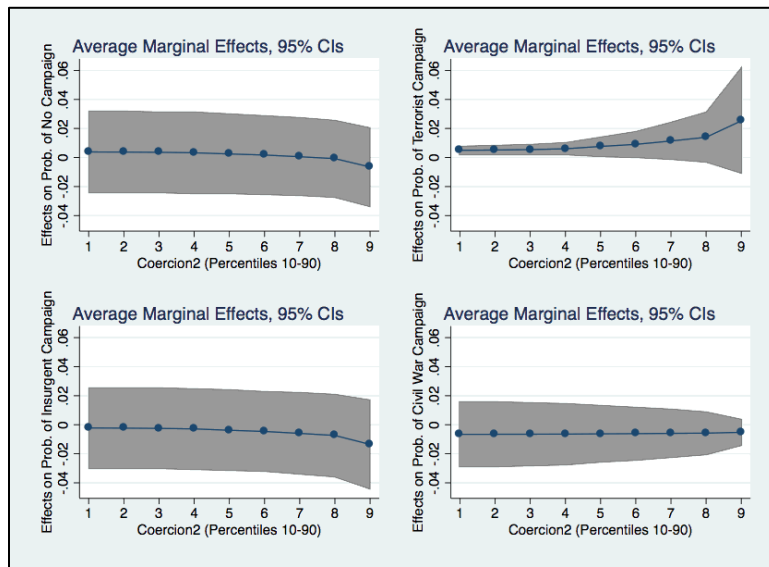 Average Marginal Effects, 95% CIs
Effects on Prob. of No Campaign
.06
.04
.02
0
-.02
-.04
1 2 3 4 5 6 7 8 9
Coercion2 (Percentiles 10-90)
Average Marginal Effects, 95% CIs
Effects on Prob. of Terrorist Campaign
.06
.04
.02
0
-.02
-.04
1 2 3 4 5 6 7 8 9
Coercion2 (Percentiles 10-90)
Average Marginal Effects, 95% CIs
Effects on Prob. of Insurgent Campaign
.06
.04
.02
0
-.02
-.04
1 2 3 4 5 6 7 8 9
Coercion2 (Percentiles 10-90)
Average Marginal Effects, 95% CIs
Effects on Prob. of Civil War Campaign
.06
.04
.02
0
-.02
-.04
1 2 3 4 5 6 7 8 9
Coercion2 (Percentiles 10-90)